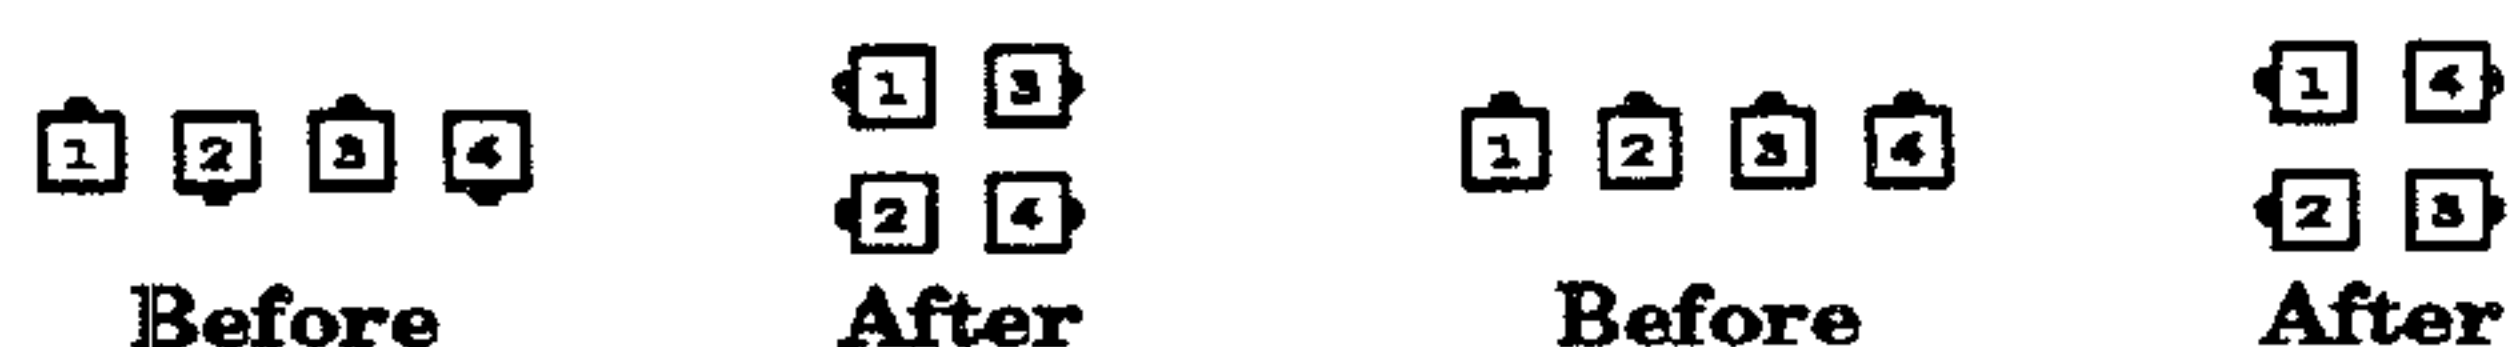 1 3 1 4
1 2 3 4 1 2 3 4
2 4 2 3
Before After Before After